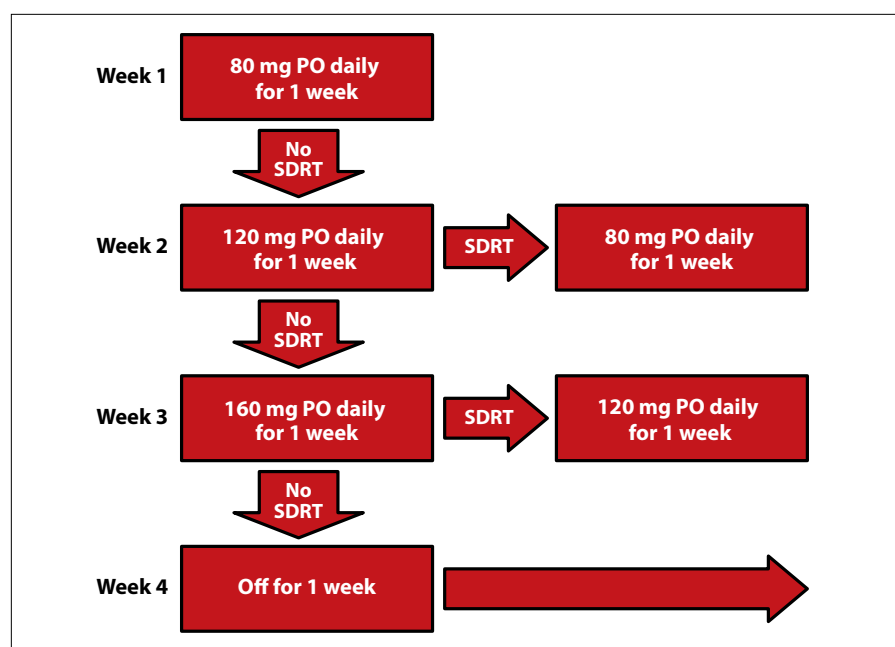 Week 1
80 mg PO daily
for 1 week
No
SDRT
Week 2
120 mg PO daily
for 1 week
SDRT
80 mg PO daily
for 1 week
No
SDRT
Week 3
160 mg PO daily
for 1 week
SDRT
120 mg PO daily
for 1 week
No
SDRT
Week 4
Off for 1 week